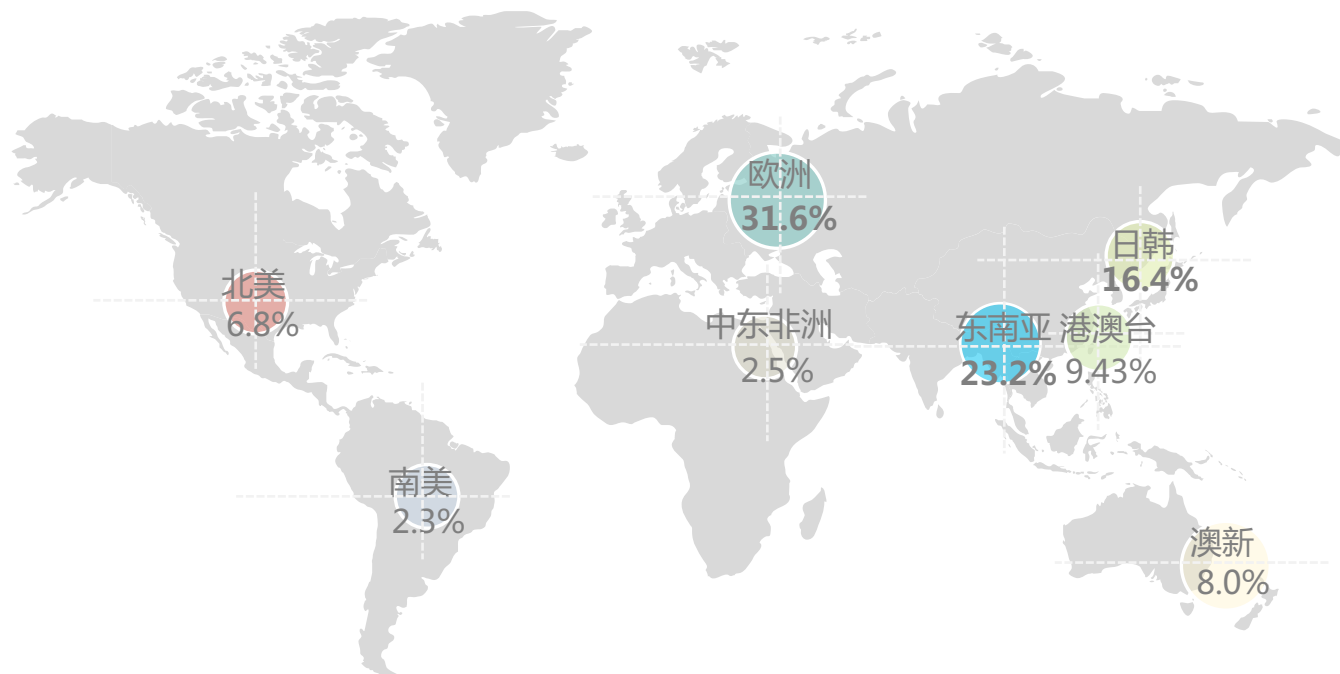 欧洲
31.6%
日韩
16.4%
北美
6.8%
中东非洲
2.5%
东南亚
23.2%
港澳台
9.43%
南美
2.3%
澳新
8.0%